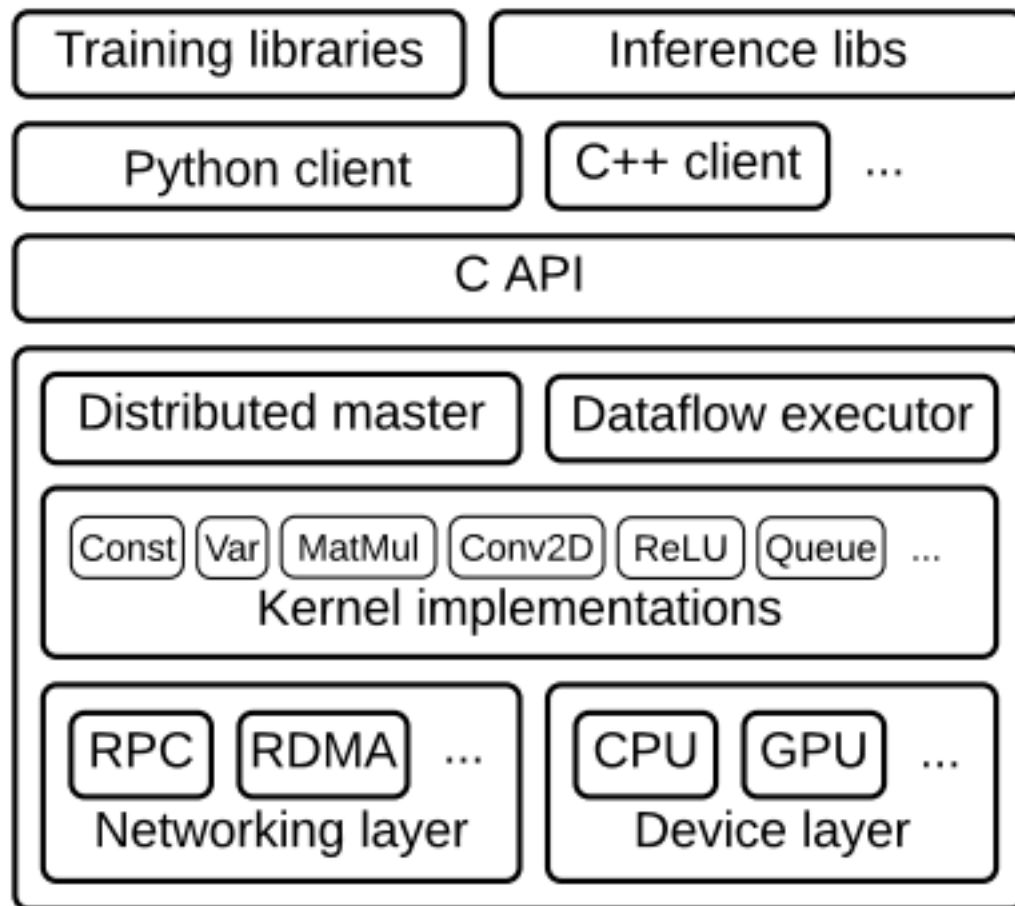 Training libraries
Inference libs
Python client
C++ client
...
C API
Distributed master
Dataflow executor
Const
Var
MatMul
Conv2D
ReLU
Queue
...
Kernel implementations
RPC
RDMA
...
Networking layer
CPU
GPU
...
Device layer